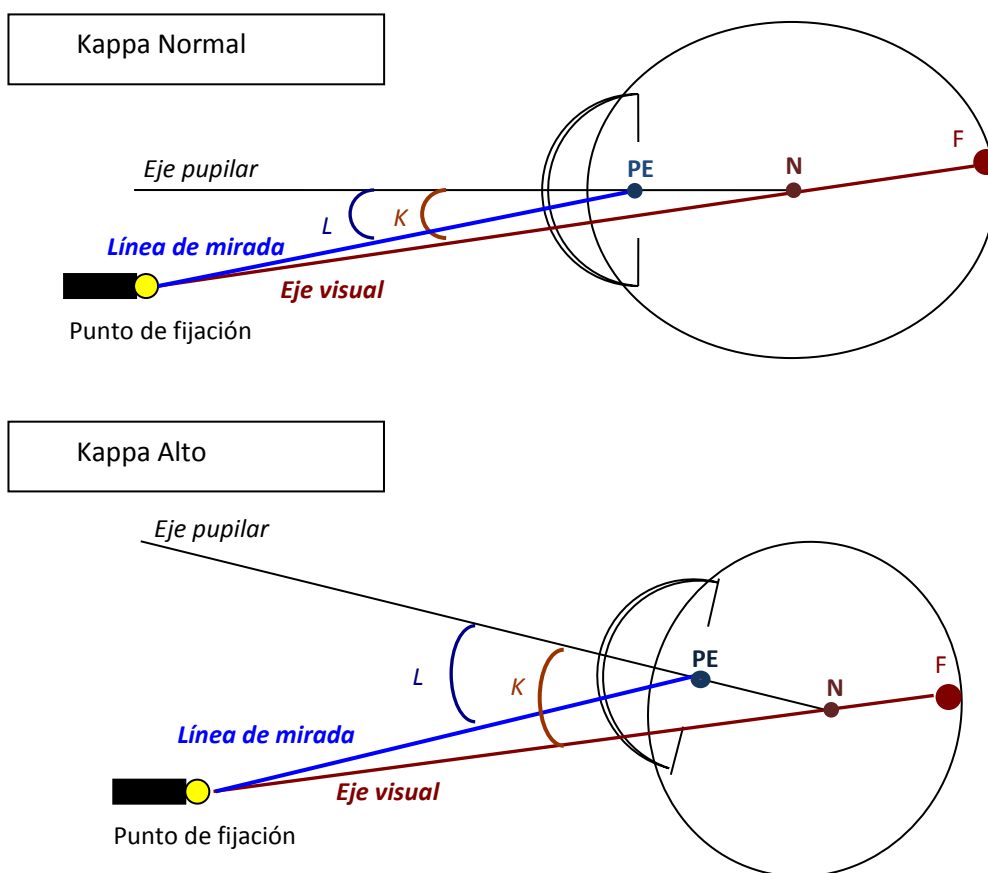 Kappa Normal
Eje pupilar
PE
N
F
L
K
Línea de mirada
Eje visual
Punto de fijación
Kappa Alto
Eje pupilar
L
K
PE
N
F
Línea de mirada
Eje visual
Punto de fijación